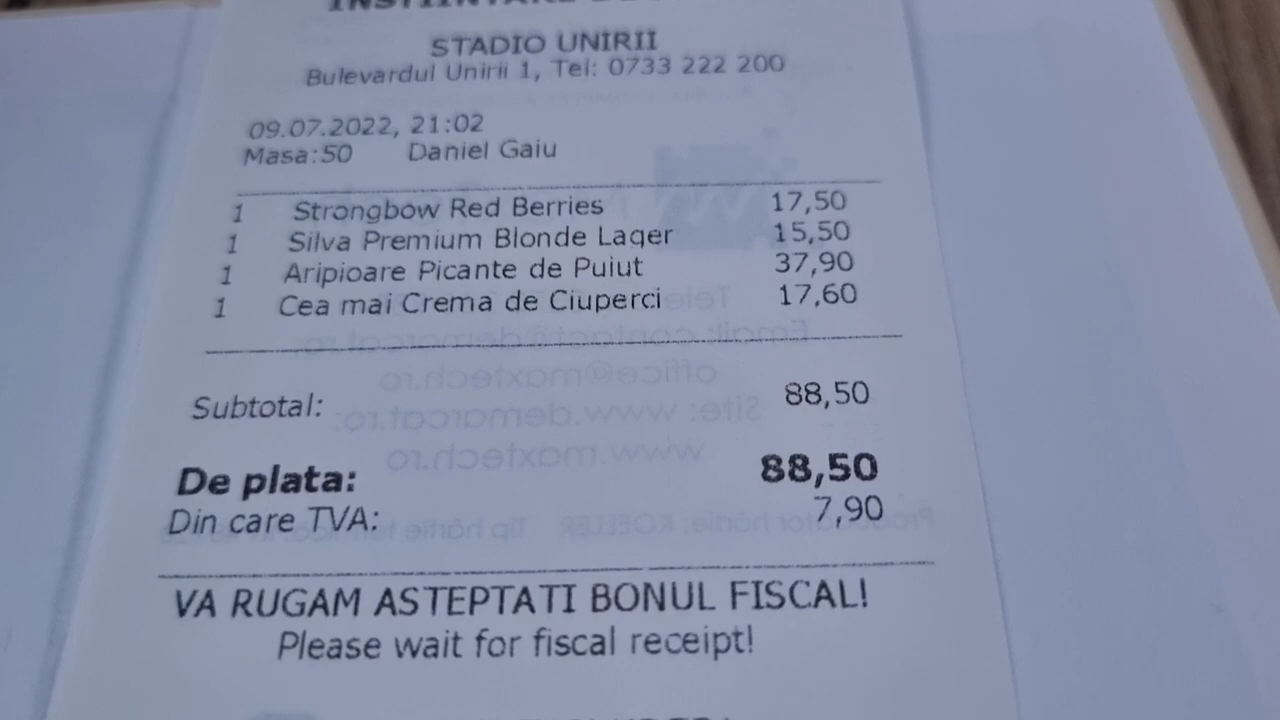 STADIO UNIRII
Bulevardul Unirii 1, Tel: 0733 222 200
09.07.2022, 21:02
Masa:50 Daniel Gaiu
1 Strongbow Red Berries 17,50
1 Silva Premium Blonde Lager 15,50
1 Aripioare Picante de Puiut 37,90
1 Cea mai Crema de Ciuperci 17,60
Subtotal: 88,50
De plata: 88,50
Din care TVA: 7,90
VA RUGAM ASTEPTATI BONUL FISCAL!
Please wait for fiscal receipt!